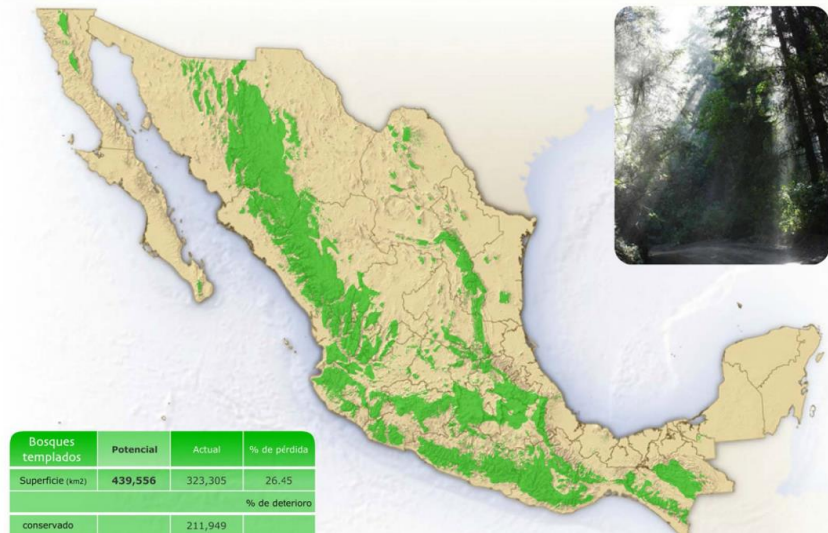 Bosques templados Potencial Actual % de pérdida
Superficie (km2) 439,556 323,305 26.45
% de deterioro
conservado 211,949